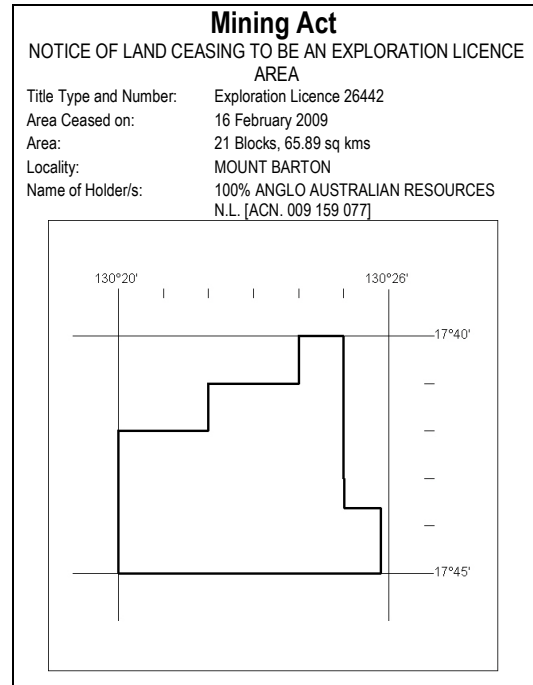 Mining Act
NOTICE OF LAND CEASING TO BE AN EXPLORATION LICENCE
AREA
Title Type and Number: Exploration Licence 26442
Area Ceased on: 16 February 2009
Area: 21 Blocks, 65.89 sq kms
Locality: MOUNT BARTON
Name of Holder/s: 100% ANGLO AUSTRALIAN RESOURCES
N.L. [ACN. 009 159 077]
130°20' 130°26'
17°40'
17°45'